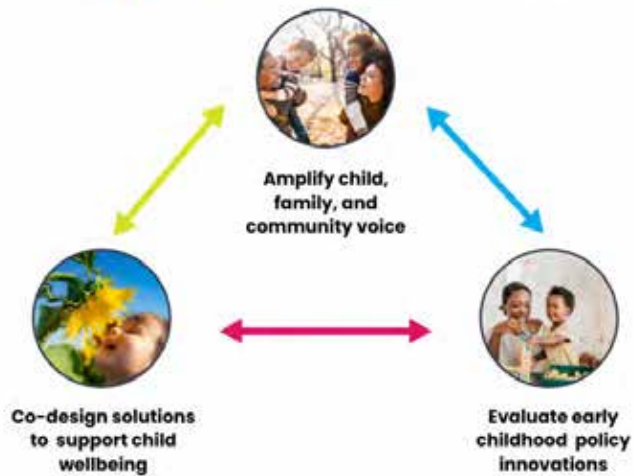 Amplify child,
family, and
community voice
Co-design solutions
to support child
wellbeing
Evaluate early
childhood policy
innovations